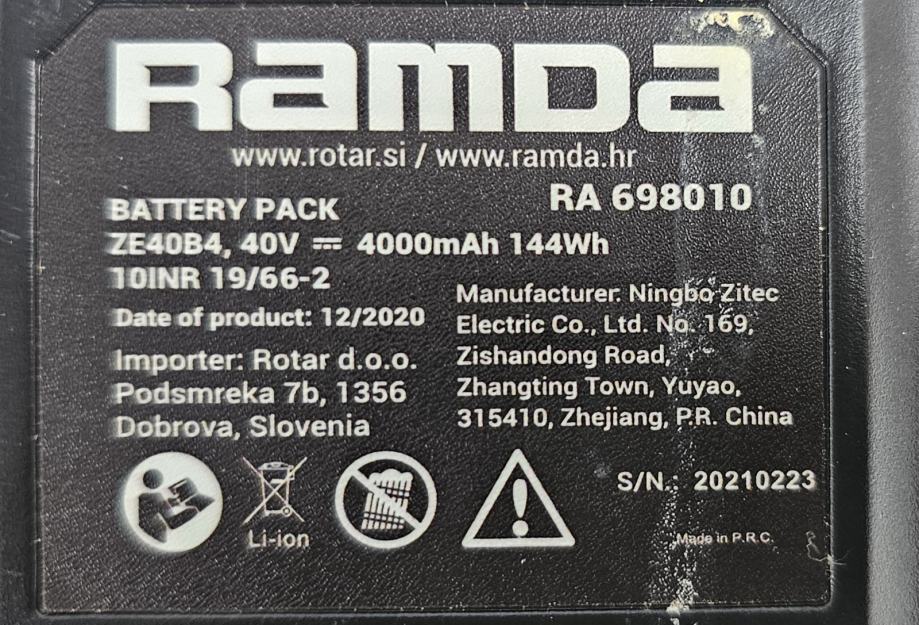 Ramda
www.rotar.si / www.ramda.hr
RA 698010
BATTERY PACK
ZE40B4, 40V ⎓ 4000mAh 144Wh
10INR 19/66-2
Date of product: 12/2020
Importer: Rotar d.o.o.
Podsmreka 7b, 1356
Dobrova, Slovenia
Manufacturer: Ningbo Zitec
Electric Co., Ltd. No. 169,
Zishandong Road,
Zhangting Town, Yuyao,
315410, Zhejiang, P.R. China
Li-ion
S/N.: 20210223
Made in P.R.C.